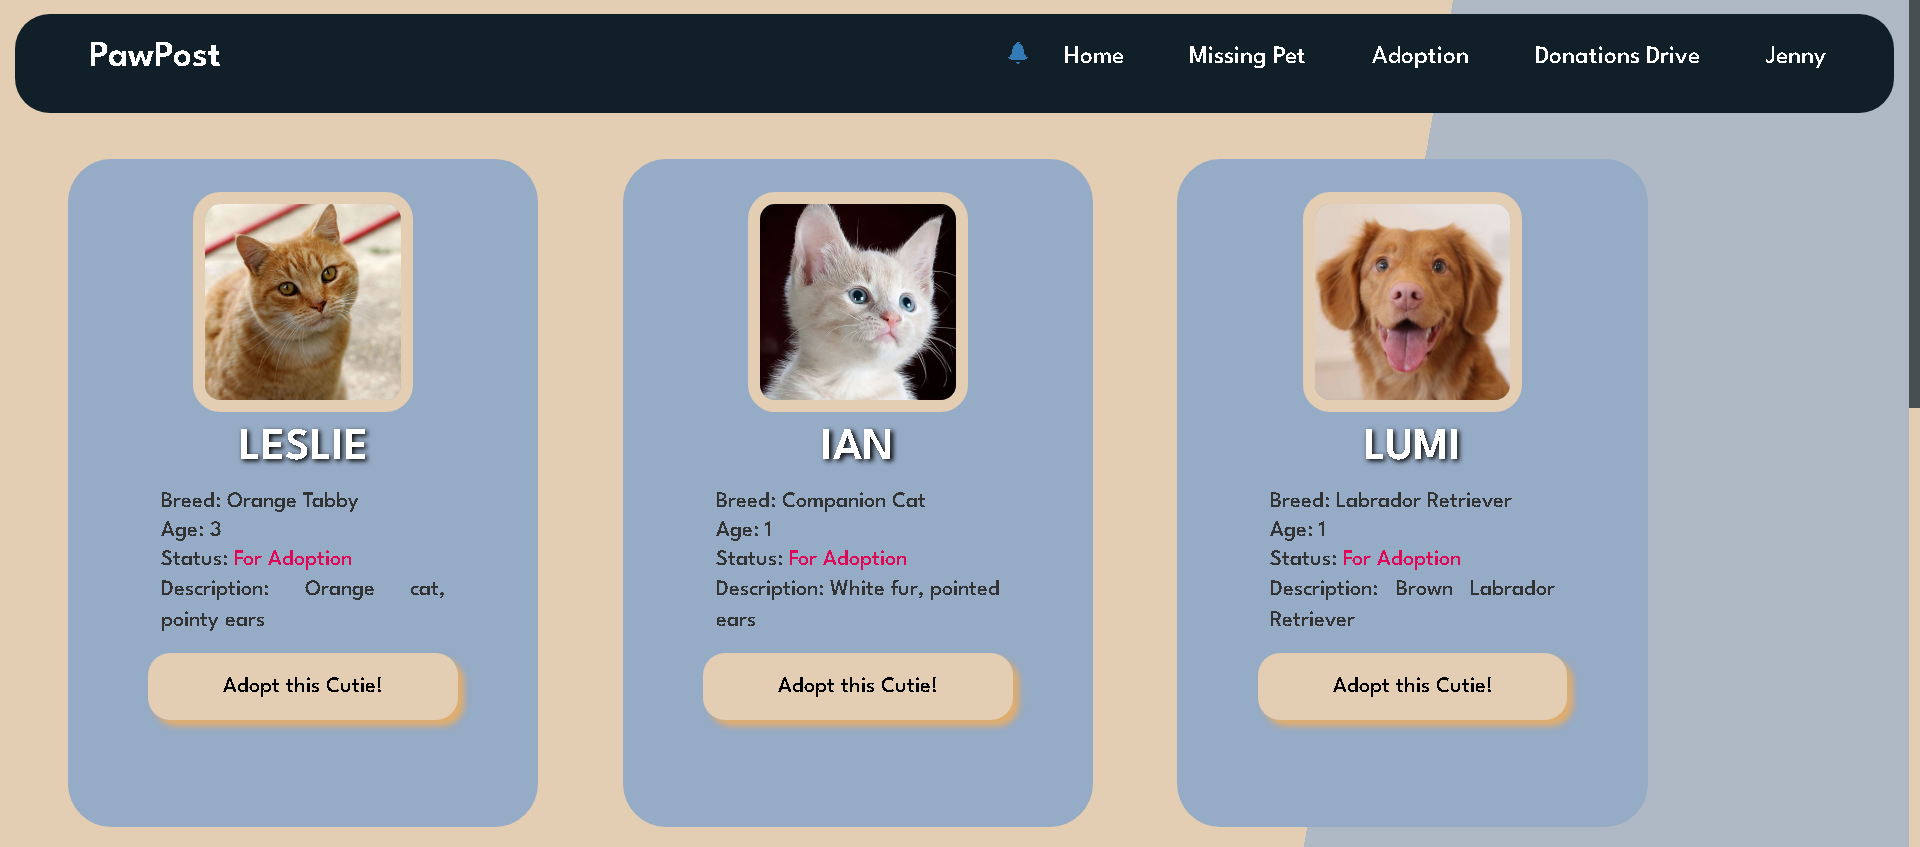 PawPost
Home
Missing Pet
Adoption
Donations Drive
Jenny
LESLIE
Breed: Orange Tabby
Age: 3
Status: For Adoption
Description: Orange cat,
pointy ears
Adopt this Cutie!
IAN
Breed: Companion Cat
Age: 1
Status: For Adoption
Description: White fur, pointed
ears
Adopt this Cutie!
LUMI
Breed: Labrador Retriever
Age: 1
Status: For Adoption
Description: Brown Labrador
Retriever
Adopt this Cutie!